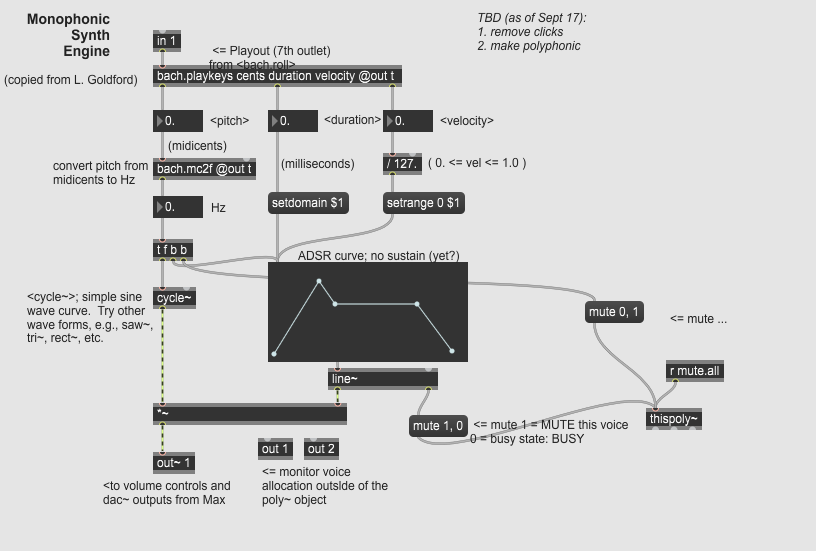 Monophonic
Synth
Engine
TBD (as of Sept 17):
1. remove clicks
2. make polyphonic
in 1
<= Playout (7th outlet)
from <bach.roll>
(copied from L. Goldford)
bach.playkeys cents duration velocity @out t
0.
<pitch>
0.
<duration>
0.
<velocity>
(midicents)
convert pitch from
midicents to Hz
bach.mc2f @out t
(milliseconds)
/ 127.
( 0. <= vel <= 1.0 )
0.
Hz
setdomain $1
setrange 0 $1
t f b b
ADSR curve; no sustain (yet?)
<cycle~>; simple sine
wave curve. Try other
wave forms, e.g., saw~,
tri~, rect~, etc.
cycle~
mute 0, 1
<= mute ...
r mute.all
line~
thispoly~
*~
mute 1, 0
<= mute 1 = MUTE this voice
0 = busy state: BUSY
out~ 1
out 1
out 2
<to volume controls and
dac~ outputs from Max
<= monitor voice
allocation outside of the
poly~ object